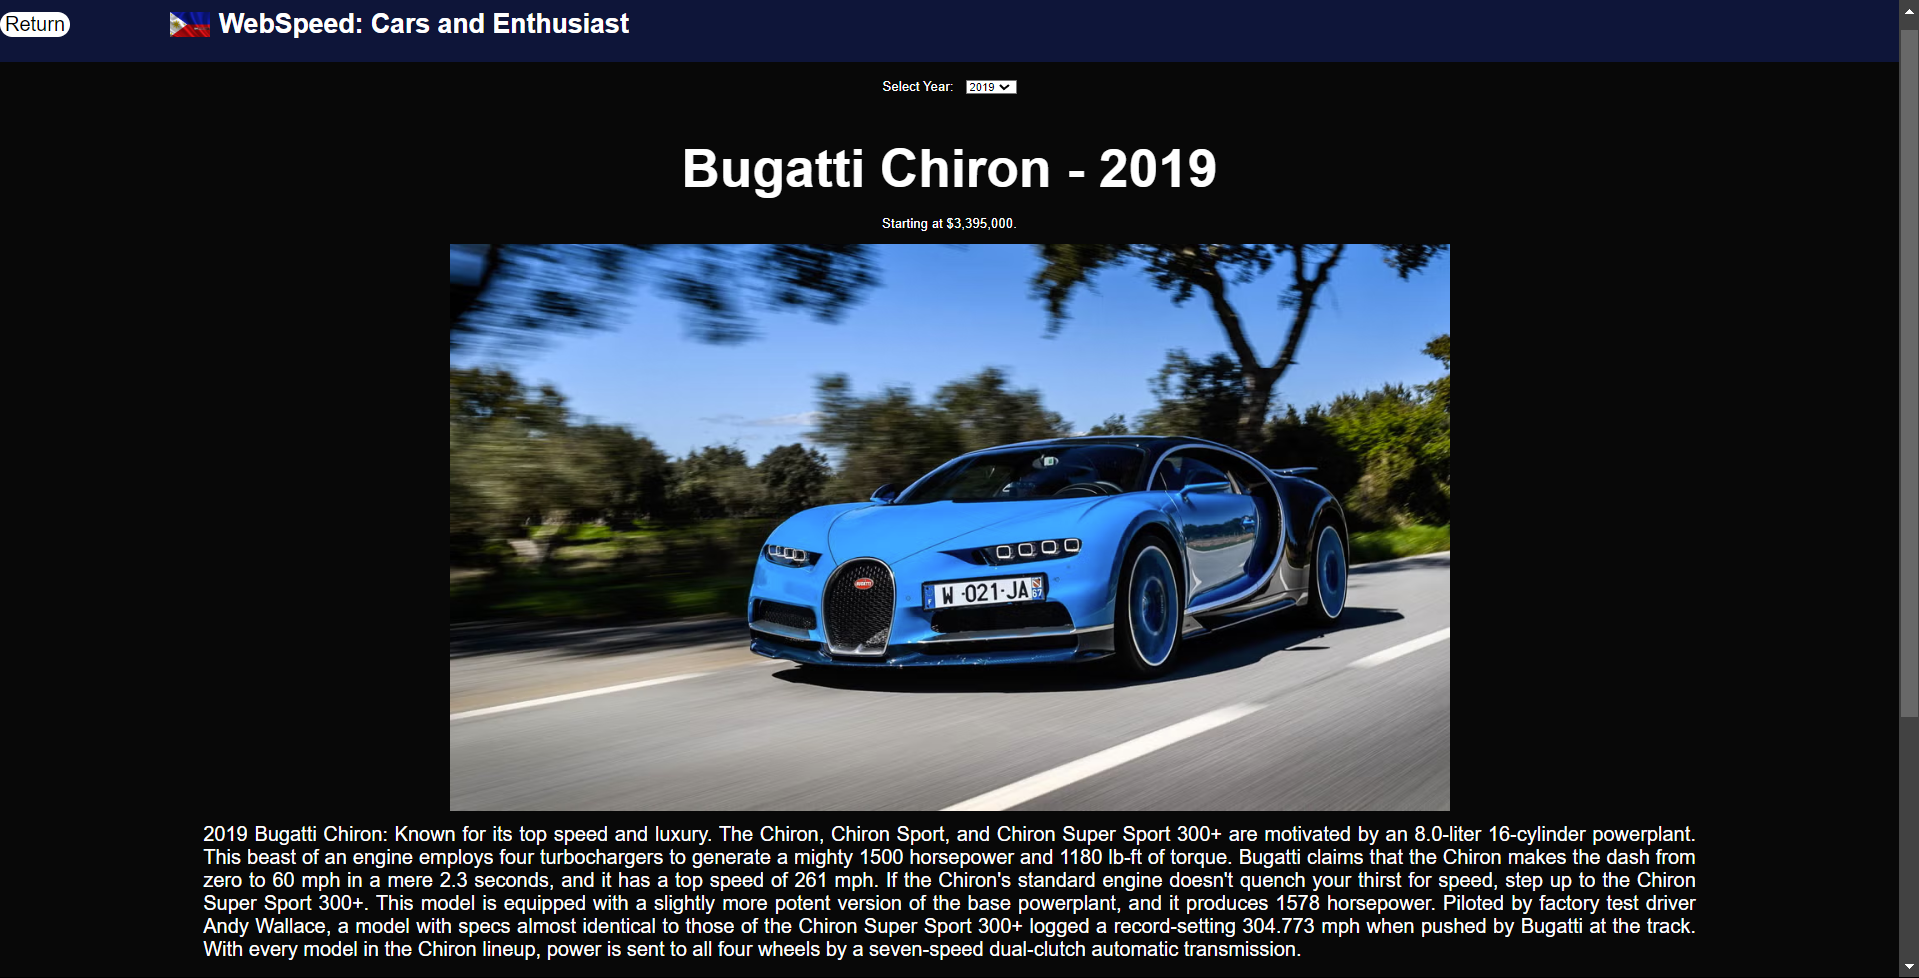 Return
WebSpeed: Cars and Enthusiast
Select Year: 2019
Bugatti Chiron - 2019
Starting at $3,395,000.
BUGATTI
F W-021-JA 67
2019 Bugatti Chiron: Known for its top speed and luxury. The Chiron, Chiron Sport, and Chiron Super Sport 300+ are motivated by an 8.0-liter 16-cylinder powerplant.
This beast of an engine employs four turbochargers to generate a mighty 1500 horsepower and 1180 lb-ft of torque. Bugatti claims that the Chiron makes the dash from
zero to 60 mph in a mere 2.3 seconds, and it has a top speed of 261 mph. If the Chiron's standard engine doesn't quench your thirst for speed, step up to the Chiron
Super Sport 300+. This model is equipped with a slightly more potent version of the base powerplant, and it produces 1578 horsepower. Piloted by factory test driver
Andy Wallace, a model with specs almost identical to those of the Chiron Super Sport 300+ logged a record-setting 304.773 mph when pushed by Bugatti at the track.
With every model in the Chiron lineup, power is sent to all four wheels by a seven-speed dual-clutch automatic transmission.